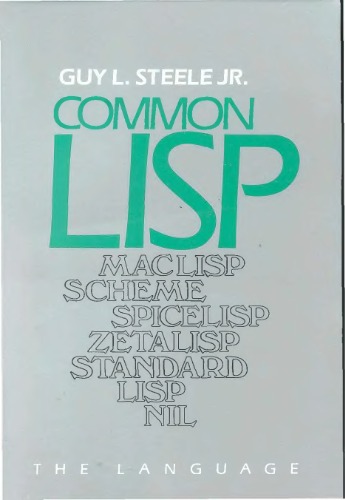 GUY L. STEELE JR.
COMMON
LISP
MACLISP
SCHEME
SPICELISP
ZETALISP
STANDARD
LISP
NIL
THE LANGUAGE